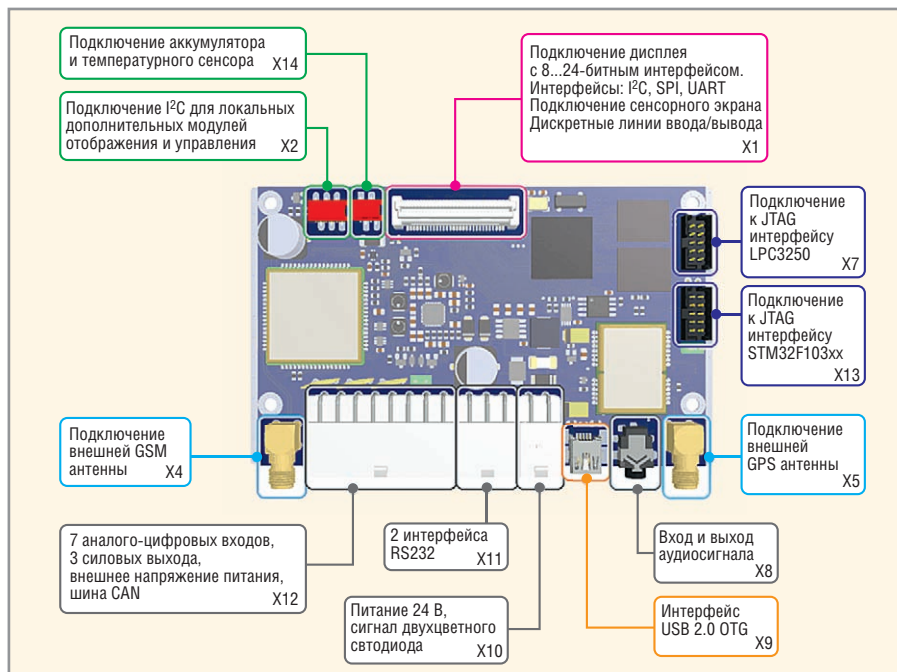 Подключение аккумулятора
и температурного сенсора X14
Подключение I²C для локальных
дополнительных модулей
отображения и управления X2
Подключение дисплея
с 8...24-битным интерфейсом.
Интерфейсы: I²C, SPI, UART
Подключение сенсорного экрана
Дискретные линии ввода/вывода
X1
Подключение
к JTAG
интерфейсу
LPC3250
X7
Подключение
к JTAG
интерфейсу
STM32F103xx
X13
Подключение
внешней GSM
антенны X4
Подключение
внешней
GPS антенны
X5
7 аналого-цифровых входов,
3 силовых выхода,
внешнее напряжение питания,
шина CAN X12
2 интерфейса
RS232
X11
Питание 24 В,
сигнал двухцветного
свтодиода X10
Вход и выход
аудиосигнала
X8
Интерфейс
USB 2.0 OTG
X9